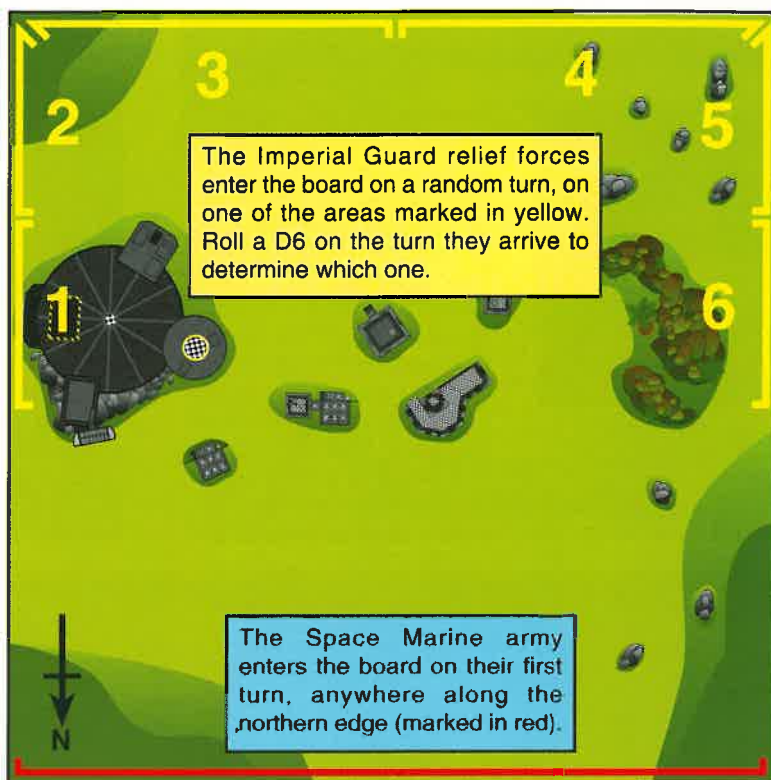 3
4
2
5
The Imperial Guard relief forces
enter the board on a random turn, on
one of the areas marked in yellow.
Roll a D6 on the turn they arrive to
determine which one.
1
6
The Space Marine army
enters the board on their first
turn, anywhere along the
northern edge (marked in red).
N